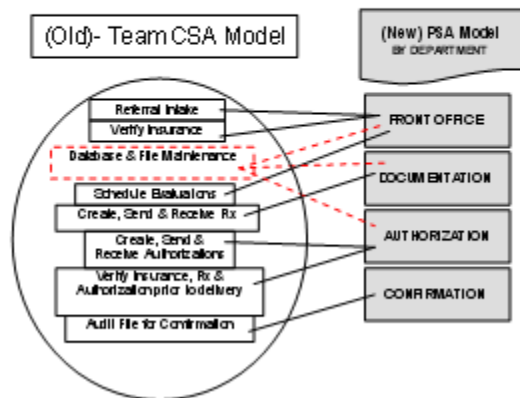 (Old)- Team CSA Model
(New) PSA Model
BY DEPARTMENT
Referral Intake
Verify Insurance
Database & File Maintenance
Schedule Evaluations
Create, Send & Receive Rx
Create, Send &
Receive Authorizations
Verify Insurance, Rx &
Authorization prior to delivery
Audit File for Confirmation
FRONT OFFICE
DOCUMENTATION
AUTHORIZATION
CONFIRMATION